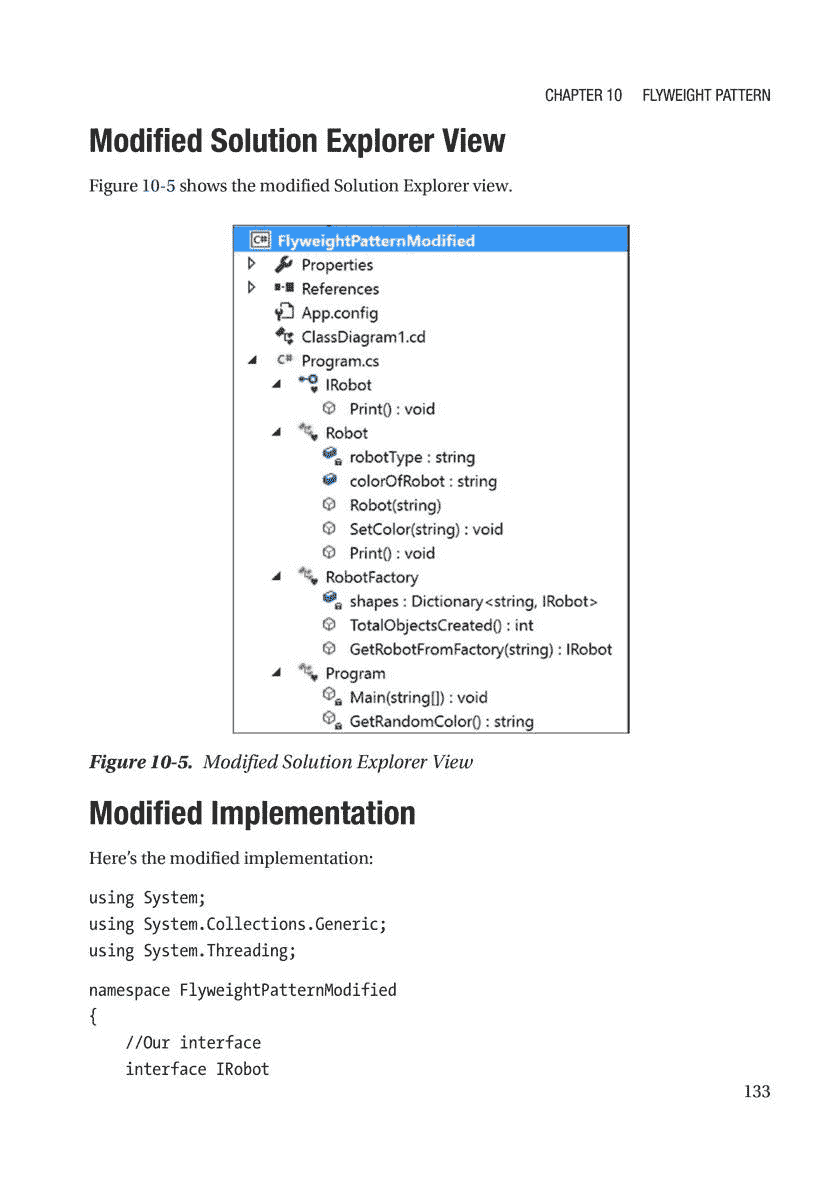 CHAPTER 10 FLYWEIGHT PATTERN
Modified Solution Explorer View
Figure 10-5 shows the modified Solution Explorer view.
C# FlyweightPatternModified
Properties
References
App.config
ClassDiagram1.cd
C# Program.cs
IRobot
Print() : void
Robot
robotType : string
colorOfRobot : string
Robot(string)
SetColor(string) : void
Print() : void
RobotFactory
shapes : Dictionary<string, IRobot>
TotalObjectsCreated() : int
GetRobotFromFactory(string) : IRobot
Program
Main(string[]) : void
GetRandomColor() : string
Figure 10-5. Modified Solution Explorer View
Modified Implementation
Here’s the modified implementation:
using System;
using System.Collections.Generic;
using System.Threading;
namespace FlyweightPatternModified
{
//Our interface
interface IRobot
133